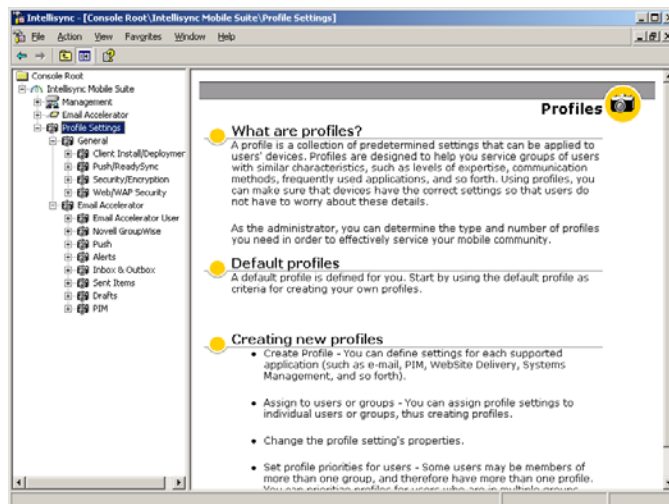 Intellisync - [Console Root\Intellisync Mobile Suite\Profile Settings]
File Action View Favorites Window Help
Console Root
Intellisync Mobile Suite
Management
Email Accelerator
Profile Settings
General
Client Install/Deploymer
Push/ReadySync
Security/Encryption
Web/WAP Security
Email Accelerator
Email Accelerator User
Novell GroupWise
Push
Alerts
Inbox & Outbox
Sent Items
Drafts
PIM
Profiles
What are profiles?
A profile is a collection of predetermined settings that can be applied to
users' devices. Profiles are designed to help you service groups of users
with similar characteristics, such as levels of expertise, communication
methods, frequently used applications, and so forth. Using profiles, you
can make sure that devices have the correct settings so that users do
not have to worry about these details.
As the administrator, you can determine the type and number of profiles
you need in order to effectively service your mobile community.
Default profiles
A default profile is defined for you. Start by using the default profile as
criteria for creating your own profiles.
Creating new profiles
• Create Profile - You can define settings for each supported
application (such as e-mail, PIM, WebSite Delivery, Systems
Management, and so forth).
• Assign to users or groups - You can assign profile settings to
individual users or groups, thus creating profiles.
• Change the profile setting's properties.
• Set profile priorities for users - Some users may be members of
more than one group, and therefore have more than one profile.
You can prioritize profiles for users who are in multiple groups